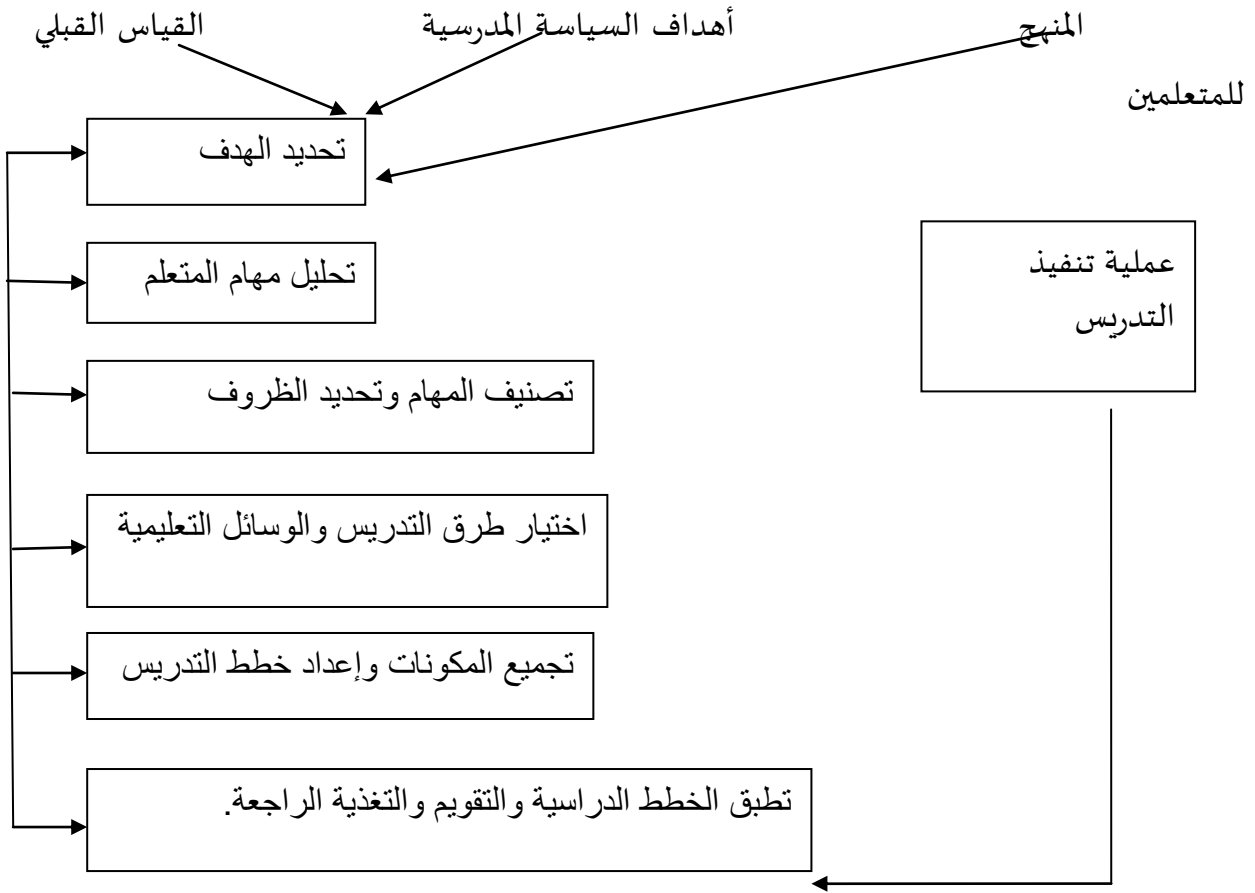 المنهج أهداف السياسة المدرسية القياس القبلي
للمتعلمين
تحديد الهدف
عملية تنفيذ
التدريس
تحليل مهام المتعلم
تصنيف المهام وتحديد الظروف
اختيار طرق التدريس والوسائل التعليمية
تجميع المكونات وإعداد خطط التدريس
تطبق الخطط الدراسية والتقويم والتغذية الراجعة.